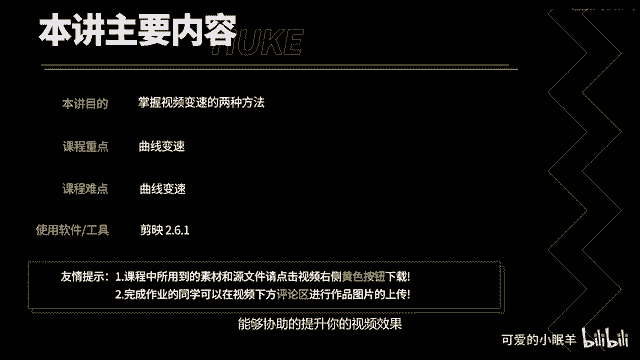 本讲主要内容
HUKE
本讲目的 掌握视频变速的两种方法
课程重点 曲线变速
课程难点 曲线变速
使用软件/工具 剪映 2.6.1
友情提示：1.课程中所用到的素材和源文件请点击视频右侧黄色按钮下载!
2.完成作业的同学可以在视频下方评论区进行作品图片的上传!
能够协助的提升你的视频效果
可爱的小眠羊 bilibili